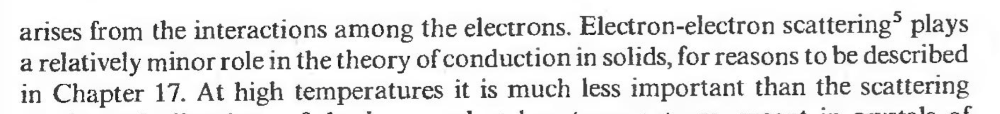 arises from the interactions among the electrons. Electron-electron scattering⁵ plays
a relatively minor role in the theory of conduction in solids, for reasons to be described
in Chapter 17. At high temperatures it is much less important than the scattering